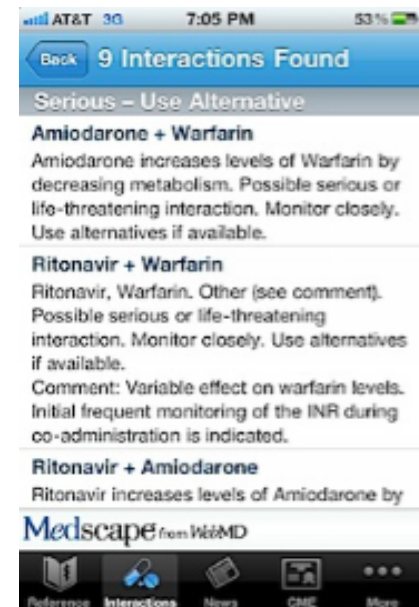 AT&T 3G 7:05 PM 53%
Back 9 Interactions Found
Serious – Use Alternative
Amiodarone + Warfarin
Amiodarone increases levels of Warfarin by
decreasing metabolism. Possible serious or
life-threatening interaction. Monitor closely.
Use alternatives if available.
Ritonavir + Warfarin
Ritonavir, Warfarin. Other (see comment).
Possible serious or life-threatening
interaction. Monitor closely. Use alternatives
if available.
Comment: Variable effect on warfarin levels.
Initial frequent monitoring of the INR during
co-administration is indicated.
Ritonavir + Amiodarone
Ritonavir increases levels of Amiodarone by
Medscape from WebMD
Reference Interactions News CME More